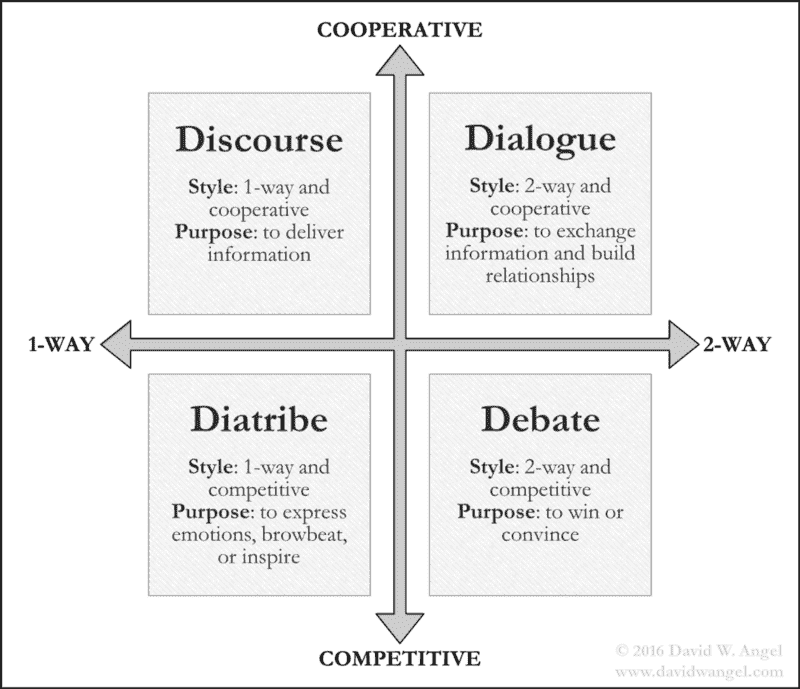 COOPERATIVE
Discourse
Style: 1-way and
cooperative
Purpose: to deliver
information
Dialogue
Style: 2-way and
cooperative
Purpose: to exchange
information and build
relationships
1-WAY
2-WAY
Diatribe
Style: 1-way and
competitive
Purpose: to express
emotions, browbeat,
or inspire
Debate
Style: 2-way and
competitive
Purpose: to win or
convince
COMPETITIVE
© 2016 David W. Angel
www.davidwangel.com